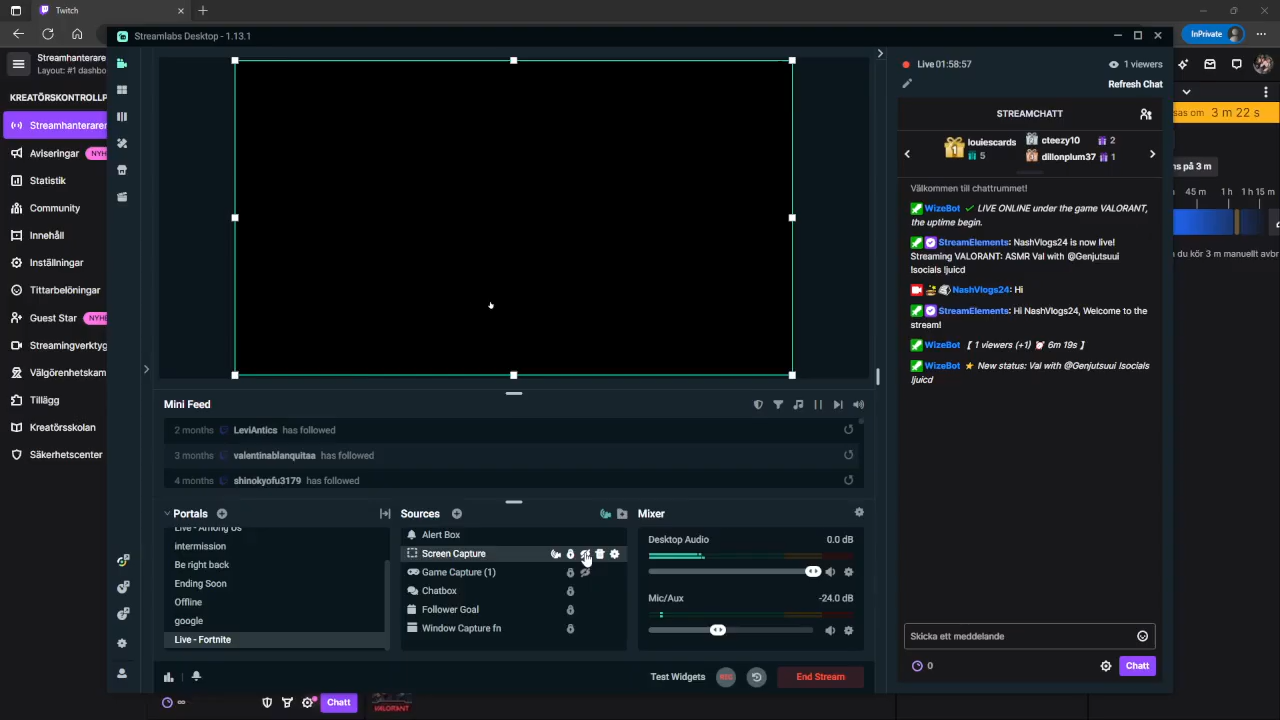 Twitch
InPrivate
Streamlabs Desktop - 1.13.1
Streamhanterare
Layout: #1 dashbo
KREATÖRSKONTROLLP
Streamhanterarer
Aviseringar
NYH
Statistik
Community
Innehåll
Inställningar
Tittarbelöningar
Guest Star
NYHE
Streamingverktyg
Välgörenhetskam
Tillägg
Kreatörsskolan
Säkerhetscenter
Mini Feed
2 months LeviAntics has followed
3 months valentinablanquitaa has followed
4 months shinokyofu3179 has followed
Portals
Live - Among Us
intermission
Be right back
Ending Soon
Offline
google
Live - Fortnite
Sources
Alert Box
Screen Capture
Game Capture (1)
Chatbox
Follower Goal
Window Capture fn
Mixer
Desktop Audio 0.0 dB
Mic/Aux -24.0 dB
Test Widgets
REC
End Stream
Live 01:58:57
1 viewers
Refresh Chat
STREAMCHATT
1 louiescards 5
cteezy10 2
dillonplum37 1
Välkommen till chattrummet!
WizeBot ✓ LIVE ONLINE under the game VALORANT,
the uptime begin.
StreamElements: NashVlogs24 is now live!
Streaming VALORANT: ASMR Val with @Genjutsuui
!socials !juicd
NashVlogs24: Hi
StreamElements: Hi NashVlogs24, Welcome to the
stream!
WizeBot 【 1 viewers (+1) ⏰ 6m 19s 】
WizeBot ★ New status: Val with @Genjutsuui !socials
!juicd
Skicka ett meddelande
0
Chatt
sas om 3 m 22 s
ns på 3 m
45 m 1 h 1 h 15 m
du kör 3 m manuellt avbr
∞
Chatt
VALORANT